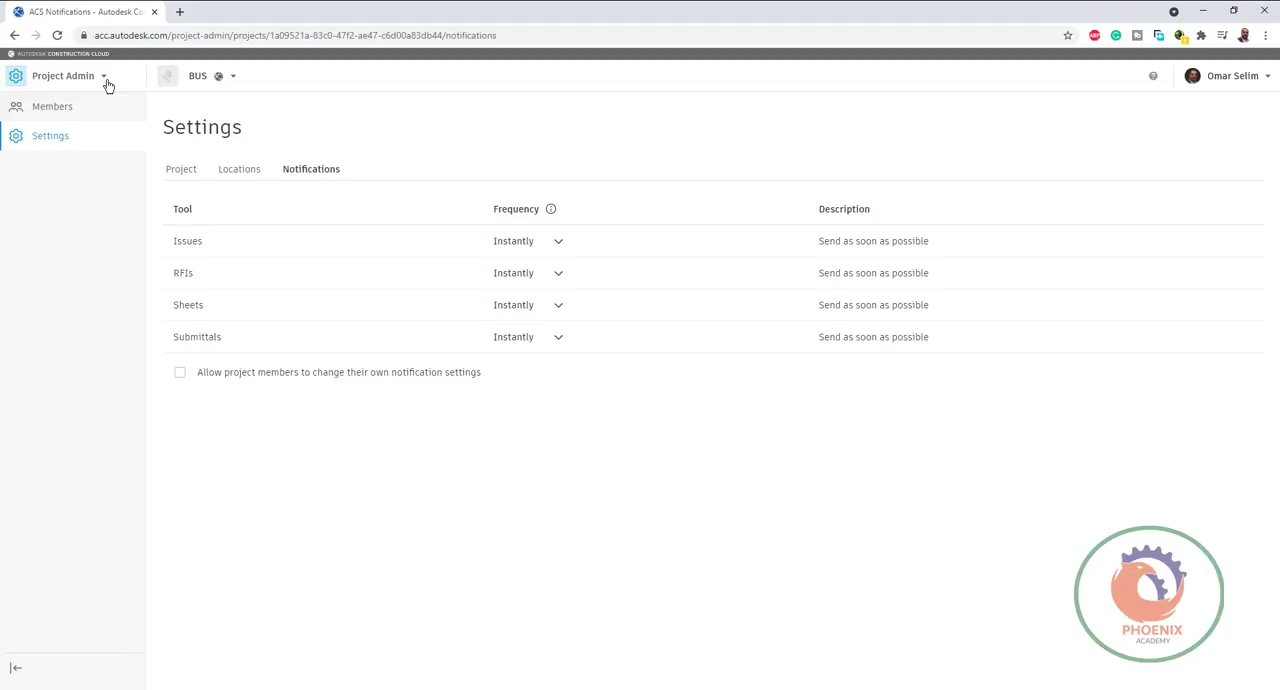 ACS Notifications - Autodesk Co
acc.autodesk.com/project-admin/projects/1a09521a-83c0-47f2-ae47-c6d00a83db44/notifications
AUTODESK CONSTRUCTION CLOUD
Project Admin
BUS
Omar Selim
Members
Settings
Settings
Project Locations Notifications
Tool Frequency Description
Issues Instantly Send as soon as possible
RFIs Instantly Send as soon as possible
Sheets Instantly Send as soon as possible
Submittals Instantly Send as soon as possible
Allow project members to change their own notification settings
PHOENIX
ACADEMY